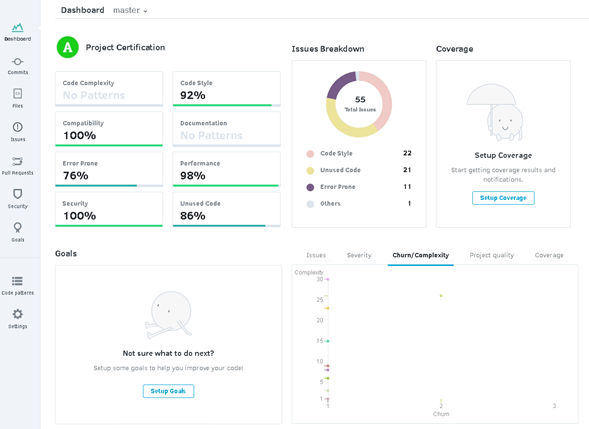 Dashboard master
A Project Certification
Code Complexity
No Patterns
Code Style
92%
Compatibility
100%
Documentation
No Patterns
Error Prone
76%
Performance
98%
Security
100%
Unused Code
86%
Issues Breakdown
55
Total Issues
Code Style 22
Unused Code 21
Error Prone 11
Others 1
Coverage
Setup Coverage
Start getting coverage results and
notifications.
Setup Coverage
Dashboard
Commits
Files
Issues
Pull Requests
Security
Goals
Code patterns
Settings
Goals
Not sure what to do next?
Setup some goals to help you improve your code!
Setup Goals
Issues Severity Churn/Complexity Project quality Coverage
Complexity
30
25
20
15
10
5
1
1 2 3
Churn